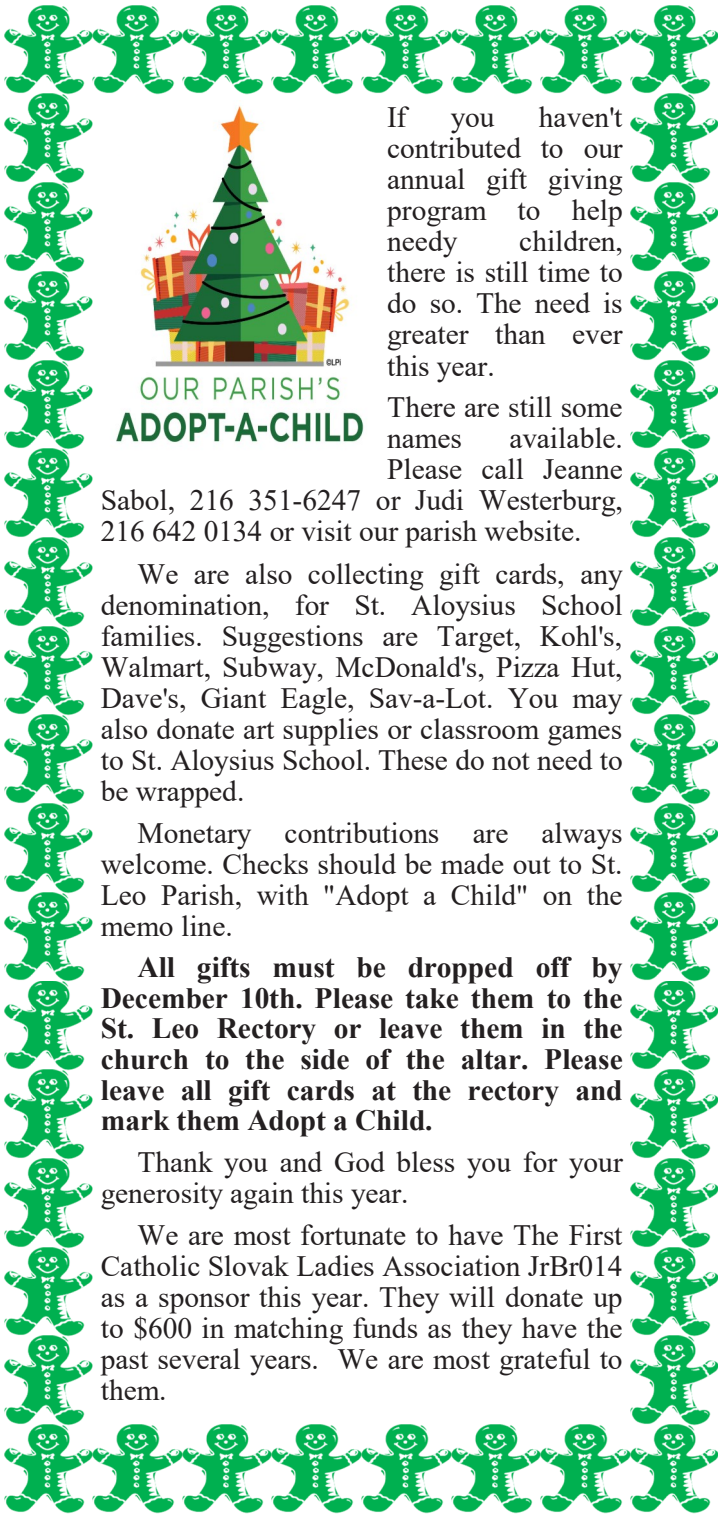 If you haven't
contributed to our
annual gift giving
program to help
needy children,
there is still time to
do so. The need is
greater than ever
this year.
©LPi
OUR PARISH'S
ADOPT-A-CHILD
There are still some
names available.
Please call Jeanne
Sabol, 216 351-6247 or Judi Westerburg,
216 642 0134 or visit our parish website.
We are also collecting gift cards, any
denomination, for St. Aloysius School
families. Suggestions are Target, Kohl's,
Walmart, Subway, McDonald's, Pizza Hut,
Dave's, Giant Eagle, Sav-a-Lot. You may
also donate art supplies or classroom games
to St. Aloysius School. These do not need to
be wrapped.
Monetary contributions are always
welcome. Checks should be made out to St.
Leo Parish, with "Adopt a Child" on the
memo line.
All gifts must be dropped off by
December 10th. Please take them to the
St. Leo Rectory or leave them in the
church to the side of the altar. Please
leave all gift cards at the rectory and
mark them Adopt a Child.
Thank you and God bless you for your
generosity again this year.
We are most fortunate to have The First
Catholic Slovak Ladies Association JrBr014
as a sponsor this year. They will donate up
to $600 in matching funds as they have the
past several years. We are most grateful to
them.